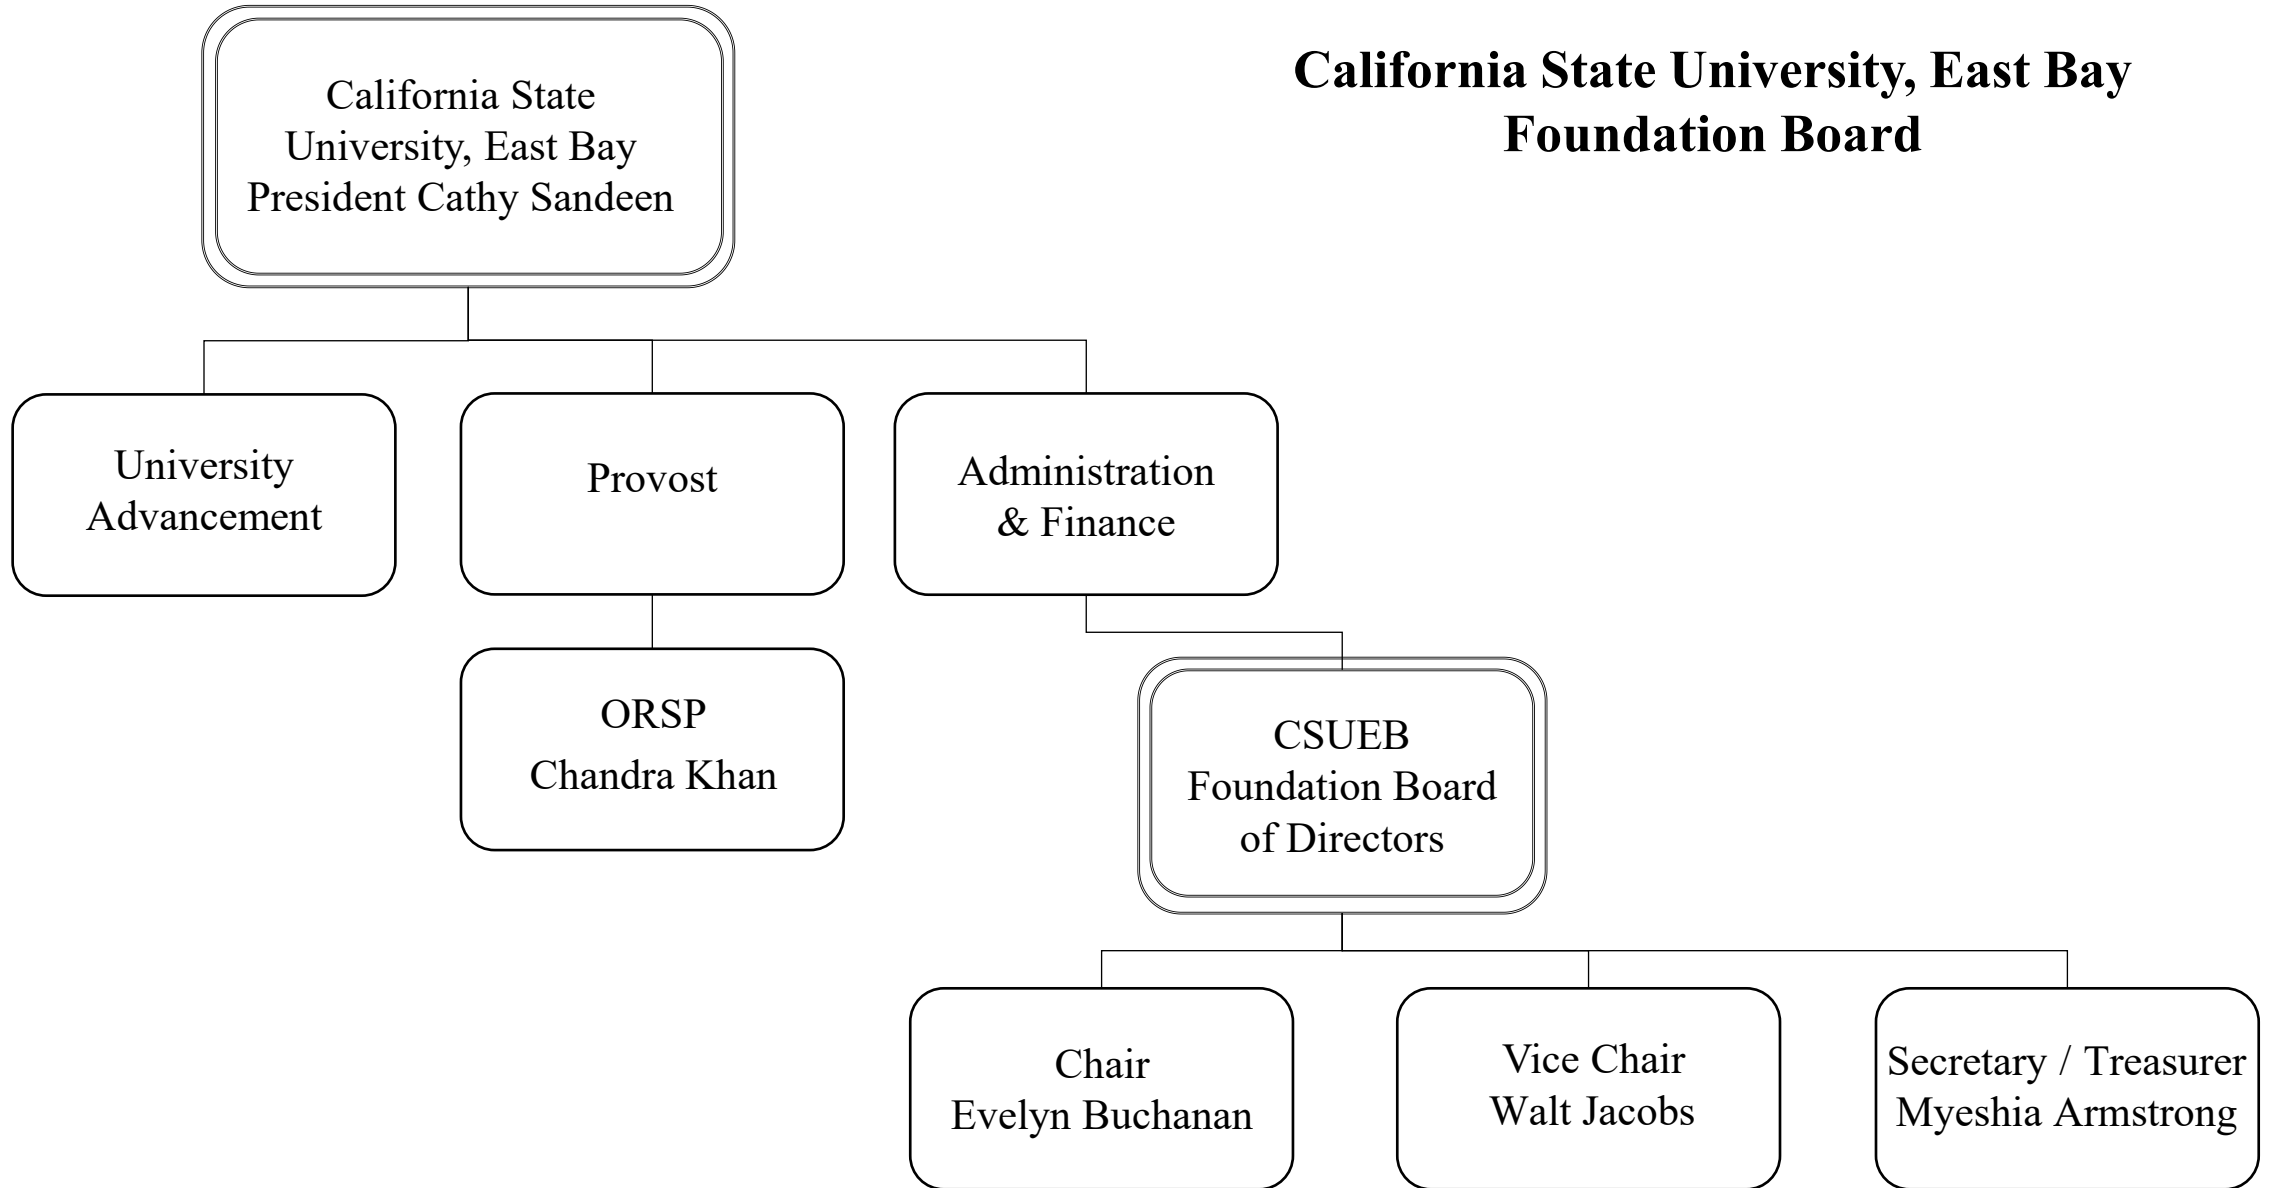 California State University, East Bay
Foundation Board
California State
University, East Bay
President Cathy Sandeen
University
Advancement
Provost
Administration
& Finance
ORSP
Chandra Khan
CSUEB
Foundation Board
of Directors
Chair
Evelyn Buchanan
Vice Chair
Walt Jacobs
Secretary / Treasurer
Myeshia Armstrong